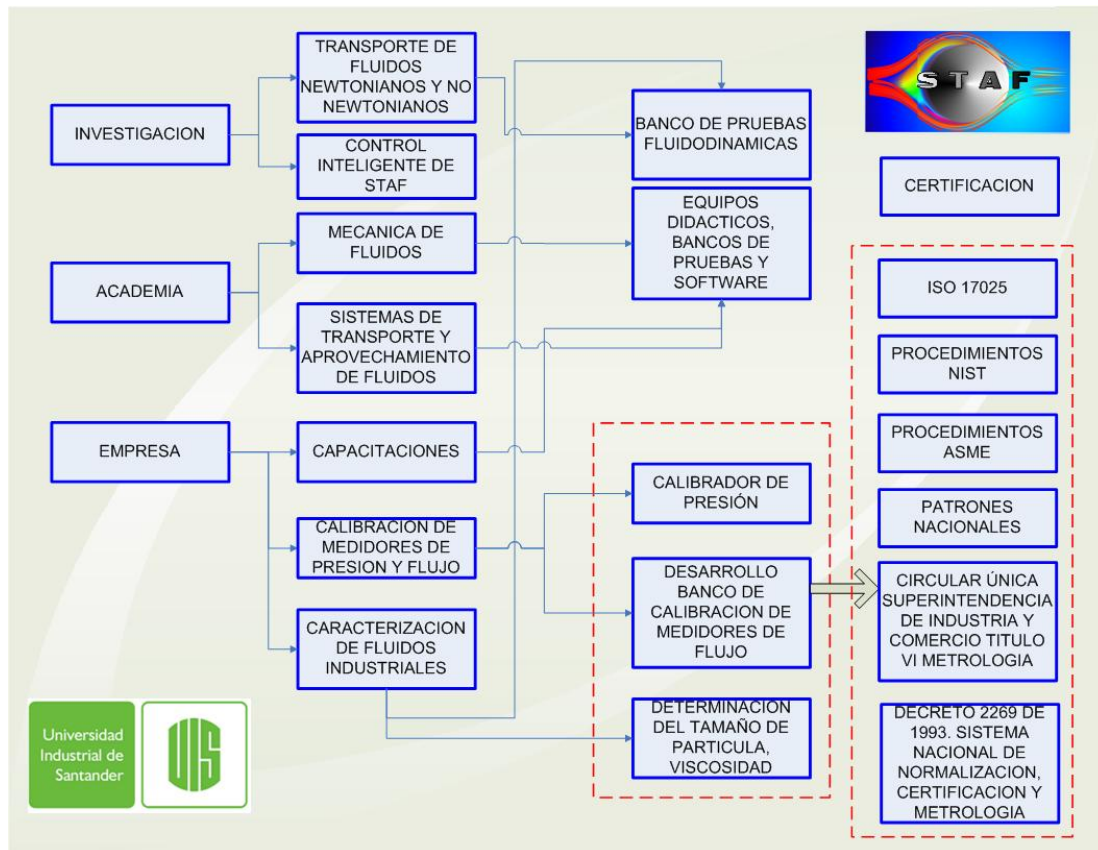 TRANSPORTE DE
FLUIDOS
NEWTONIANOS Y NO
NEWTONIANOS
INVESTIGACION
CONTROL
INTELIGENTE DE
STAF
BANCO DE PRUEBAS
FLUIDODINAMICAS
STAF
CERTIFICACION
MECANICA DE
FLUIDOS
EQUIPOS
DIDACTICOS,
BANCOS DE
PRUEBAS Y
SOFTWARE
ACADEMIA
SISTEMAS DE
TRANSPORTE Y
APROVECHAMIENTO
DE FLUIDOS
ISO 17025
PROCEDIMIENTOS
NIST
EMPRESA
CAPACITACIONES
PROCEDIMIENTOS
ASME
CALIBRADOR DE
PRESIÓN
CALIBRACION DE
MEDIDORES DE
PRESION Y FLUJO
PATRONES
NACIONALES
DESARROLLO
BANCO DE
CALIBRACION DE
MEDIDORES DE
FLUJO
CIRCULAR ÚNICA
SUPERINTENDENCIA
DE INDUSTRIA Y
COMERCIO TITULO
VI METROLOGIA
CARACTERIZACION
DE FLUIDOS
INDUSTRIALES
DETERMINACION
DEL TAMAÑO DE
PARTICULA,
VISCOSIDAD
DECRETO 2269 DE
1993. SISTEMA
NACIONAL DE
NORMALIZACION,
CERTIFICACION Y
METROLOGIA
Universidad
Industrial de
Santander
UIS